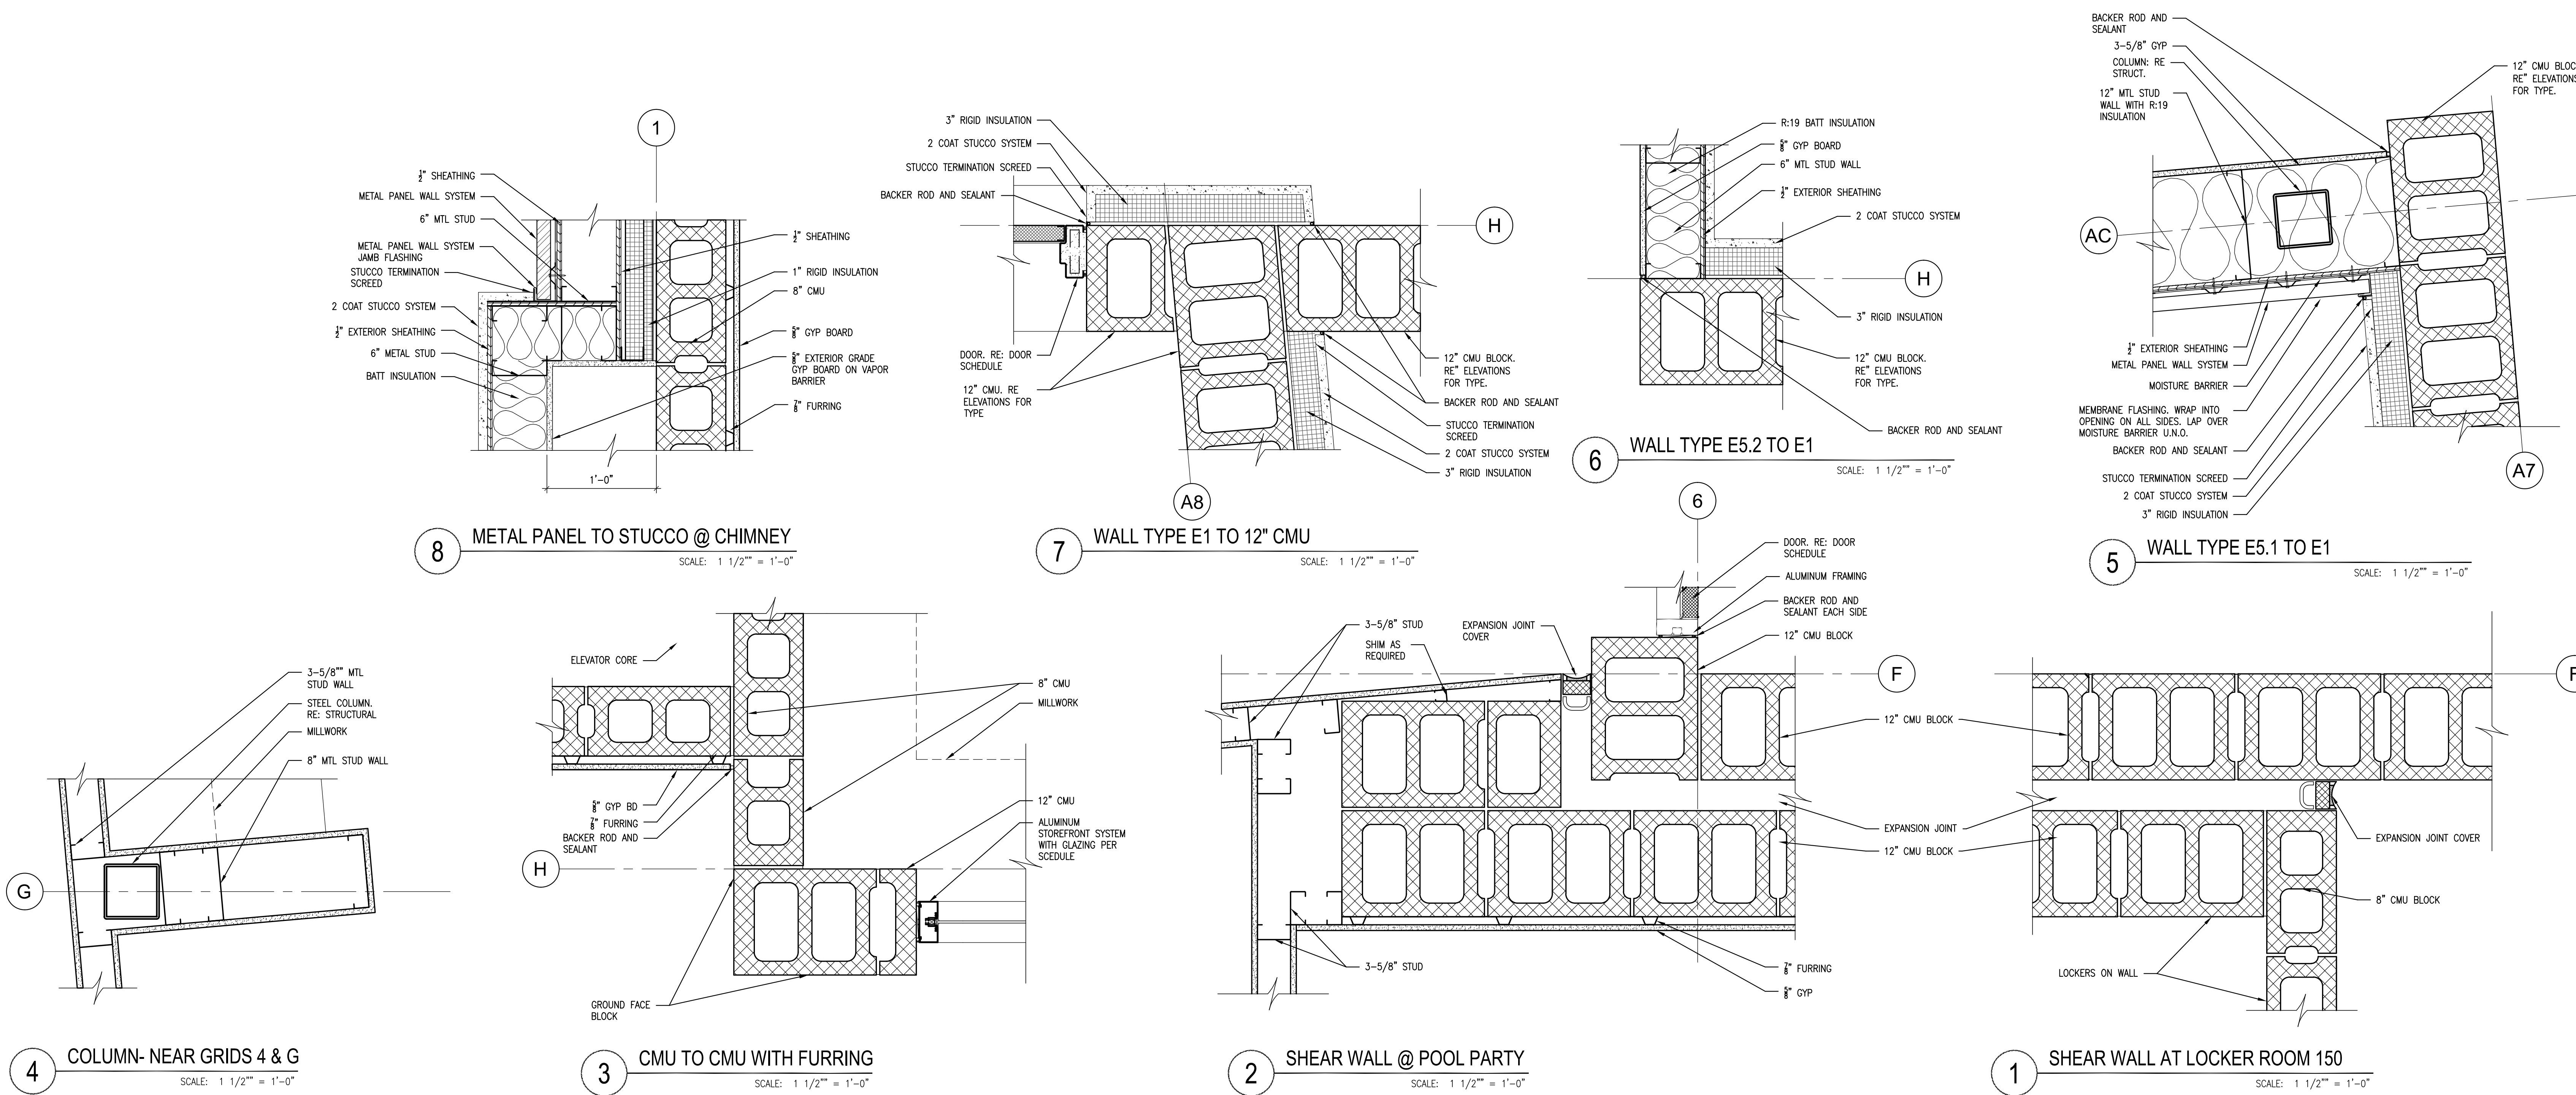 1
½" SHEATHING
METAL PANEL WALL SYSTEM
6" MTL STUD
METAL PANEL WALL SYSTEM
JAMB FLASHING
STUCCO TERMINATION
SCREED
2 COAT STUCCO SYSTEM
½" EXTERIOR SHEATHING
6" METAL STUD
BATT INSULATION
½" SHEATHING
1" RIGID INSULATION
8" CMU
⅝" GYP BOARD
⅝" EXTERIOR GRADE
GYP BOARD ON VAPOR
BARRIER
⅞" FURRING
1'-0"
8
METAL PANEL TO STUCCO @ CHIMNEY
SCALE: 1 1/2"" = 1'-0"
3" RIGID INSULATION
2 COAT STUCCO SYSTEM
STUCCO TERMINATION SCREED
BACKER ROD AND SEALANT
H
DOOR. RE: DOOR
SCHEDULE
12" CMU. RE
ELEVATIONS FOR
TYPE
12" CMU BLOCK.
RE" ELEVATIONS
FOR TYPE.
BACKER ROD AND SEALANT
STUCCO TERMINATION
SCREED
2 COAT STUCCO SYSTEM
3" RIGID INSULATION
A8
7
WALL TYPE E1 TO 12" CMU
SCALE: 1 1/2"" = 1'-0"
R:19 BATT INSULATION
⅝" GYP BOARD
6" MTL STUD WALL
½" EXTERIOR SHEATHING
2 COAT STUCCO SYSTEM
H
3" RIGID INSULATION
12" CMU BLOCK.
RE" ELEVATIONS
FOR TYPE.
BACKER ROD AND SEALANT
6
WALL TYPE E5.2 TO E1
SCALE: 1 1/2"" = 1'-0"
BACKER ROD AND
SEALANT
3-5/8" GYP
COLUMN: RE
STRUCT.
12" MTL STUD
WALL WITH R:19
INSULATION
12" CMU BLOC
RE" ELEVATIONS
FOR TYPE.
AC
½" EXTERIOR SHEATHING
METAL PANEL WALL SYSTEM
MOISTURE BARRIER
MEMBRANE FLASHING. WRAP INTO
OPENING ON ALL SIDES. LAP OVER
MOISTURE BARRIER U.N.O.
BACKER ROD AND SEALANT
STUCCO TERMINATION SCREED
2 COAT STUCCO SYSTEM
3" RIGID INSULATION
A7
5
WALL TYPE E5.1 TO E1
SCALE: 1 1/2"" = 1'-0"
3-5/8"" MTL
STUD WALL
STEEL COLUMN.
RE: STRUCTURAL
MILLWORK
8" MTL STUD WALL
G
4
COLUMN- NEAR GRIDS 4 & G
SCALE: 1 1/2"" = 1'-0"
ELEVATOR CORE
8" CMU
MILLWORK
⅝" GYP BD
⅞" FURRING
BACKER ROD AND
SEALANT
12" CMU
ALUMINUM
STOREFRONT SYSTEM
WITH GLAZING PER
SCEDULE
H
GROUND FACE
BLOCK
3
CMU TO CMU WITH FURRING
SCALE: 1 1/2"" = 1'-0"
6
DOOR. RE: DOOR
SCHEDULE
ALUMINUM FRAMING
BACKER ROD AND
SEALANT EACH SIDE
12" CMU BLOCK
3-5/8" STUD
SHIM AS
REQUIRED
EXPANSION JOINT
COVER
F
12" CMU BLOCK
EXPANSION JOINT
12" CMU BLOCK
3-5/8" STUD
⅞" FURRING
⅝" GYP
2
SHEAR WALL @ POOL PARTY
SCALE: 1 1/2"" = 1'-0"
EXPANSION JOINT COVER
8" CMU BLOCK
LOCKERS ON WALL
1
SHEAR WALL AT LOCKER ROOM 150
SCALE: 1 1/2"" = 1'-0"